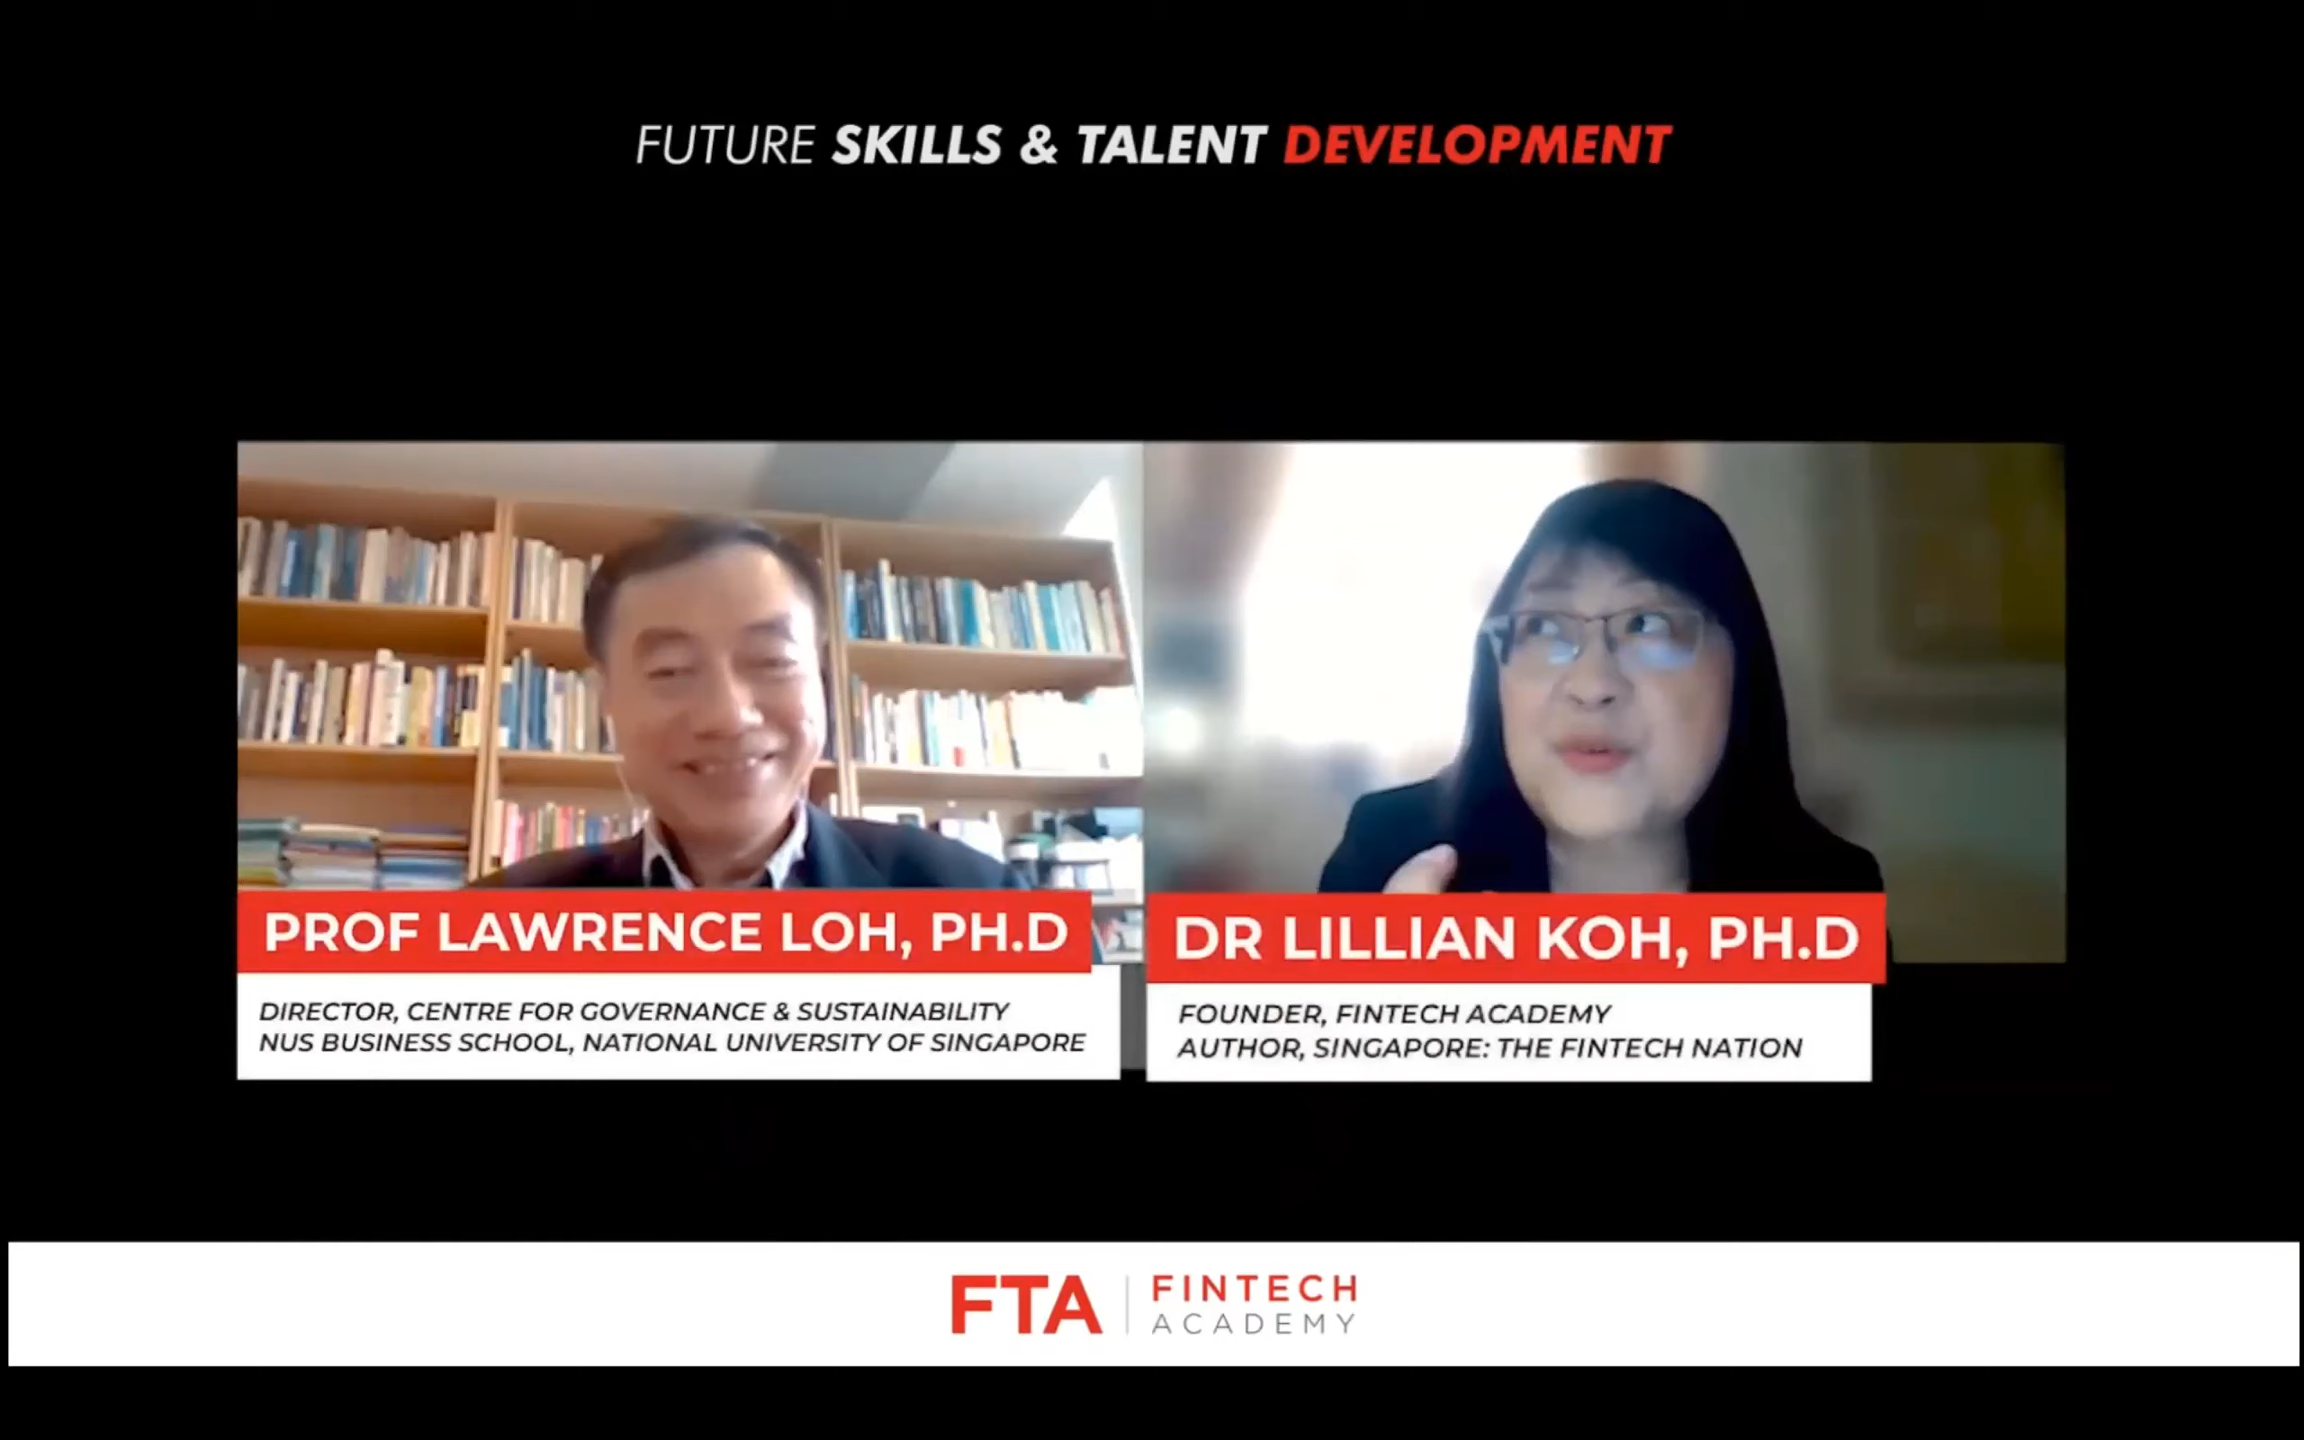 FUTURE SKILLS & TALENT DEVELOPMENT
PROF LAWRENCE LOH, PH.D
DIRECTOR, CENTRE FOR GOVERNANCE & SUSTAINABILITY
NUS BUSINESS SCHOOL, NATIONAL UNIVERSITY OF SINGAPORE
DR LILLIAN KOH, PH.D
FOUNDER, FINTECH ACADEMY
AUTHOR, SINGAPORE: THE FINTECH NATION
FTA
FINTECH
ACADEMY